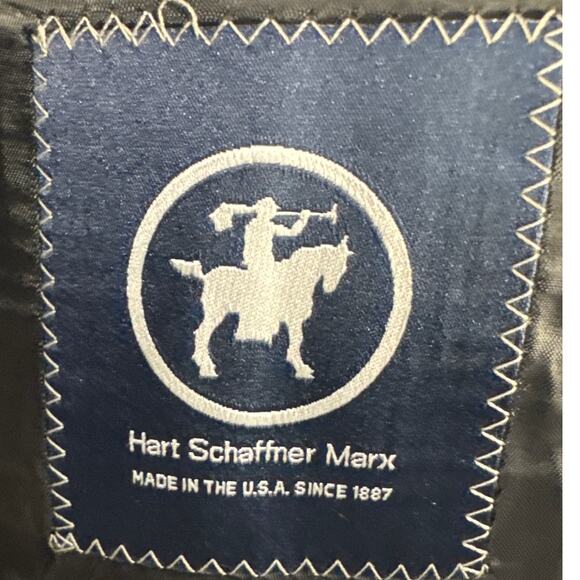 Hart Schaffner Marx
MADE IN THE U.S.A. SINCE 1887